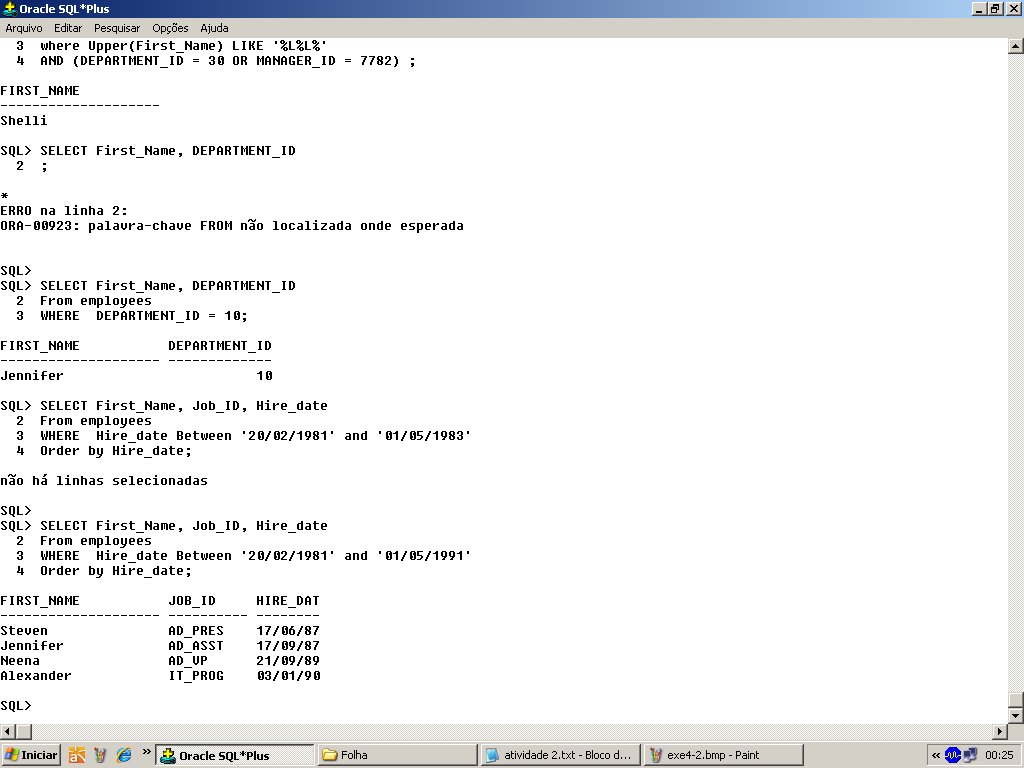 Oracle SQL*Plus
Arquivo Editar Pesquisar Opções Ajuda
  3  where Upper(First_Name) LIKE '%L%L%'
  4  AND (DEPARTMENT_ID = 30 OR MANAGER_ID = 7782) ;
FIRST_NAME
--------------------
Shelli
SQL> SELECT First_Name, DEPARTMENT_ID
  2  ;
*
ERRO na linha 2:
ORA-00923: palavra-chave FROM não localizada onde esperada
SQL>
SQL> SELECT First_Name, DEPARTMENT_ID
  2  From employees
  3  WHERE  DEPARTMENT_ID = 10;
FIRST_NAME           DEPARTMENT_ID
-------------------- -------------
Jennifer                        10
SQL> SELECT First_Name, Job_ID, Hire_date
  2  From employees
  3  WHERE  Hire_date Between '20/02/1981' and '01/05/1983'
  4  Order by Hire_date;
não há linhas selecionadas
SQL>
SQL> SELECT First_Name, Job_ID, Hire_date
  2  From employees
  3  WHERE  Hire_date Between '20/02/1981' and '01/05/1991'
  4  Order by Hire_date;
FIRST_NAME           JOB_ID     HIRE_DAT
-------------------- ---------- --------
Steven               AD_PRES    17/06/87
Jennifer             AD_ASST    17/09/87
Neena                AD_VP      21/09/89
Alexander            IT_PROG    03/01/90
SQL>
Iniciar » Oracle SQL*Plus Folha atividade 2.txt - Bloco d... exe4-2.bmp - Paint « 00:25